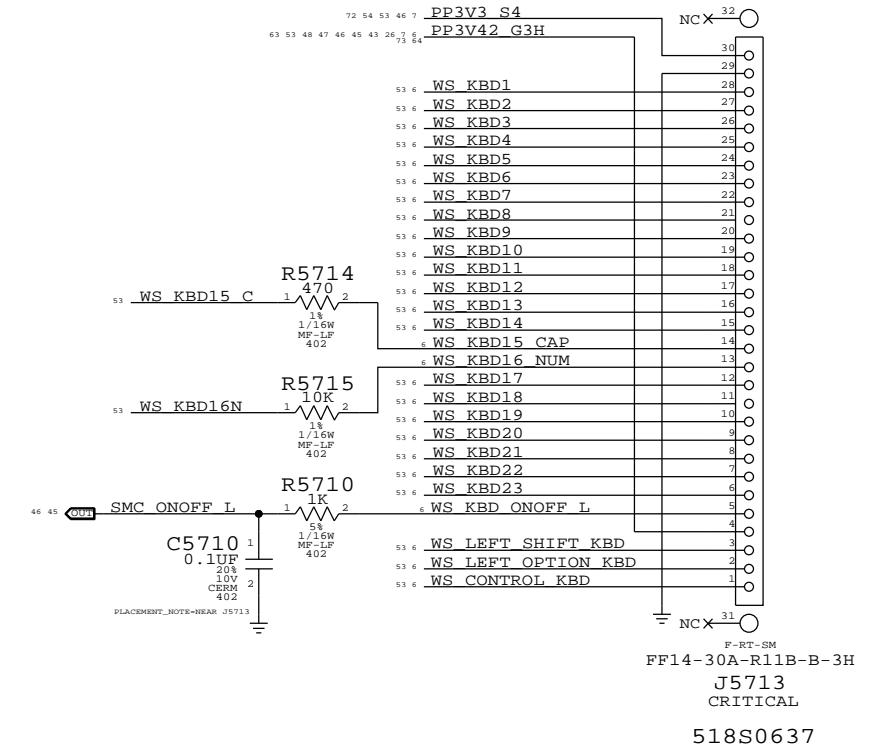 72 54 53 46 7 PP3V3_S4 NC 32
63 53 48 47 46 45 43 26 7 6 PP3V42_G3H
73 64
30
29
53 6 WS_KBD1 28
53 6 WS_KBD2 27
53 6 WS_KBD3 26
53 6 WS_KBD4 25
53 6 WS_KBD5 24
53 6 WS_KBD6 23
53 6 WS_KBD7 22
53 6 WS_KBD8 21
53 6 WS_KBD9 20
53 6 WS_KBD10 19
53 6 WS_KBD11 18
53 6 WS_KBD12 17
53 6 WS_KBD13 16
53 6 WS_KBD14 15
R5714
470
53 WS_KBD15_C 1 2
1%
1/16W
MF-LF
402
6 WS_KBD15_CAP 14
6 WS_KBD16_NUM 13
R5715
10K
53 WS_KBD16N 1 2
1%
1/16W
MF-LF
402
53 6 WS_KBD17 12
53 6 WS_KBD18 11
53 6 WS_KBD19 10
53 6 WS_KBD20 9
53 6 WS_KBD21 8
53 6 WS_KBD22 7
53 6 WS_KBD23 6
R5710
1K
46 45 OUT SMC_ONOFF_L 1 2 6 WS_KBD_ONOFF_L 5
5%
1/16W
MF-LF
402
4
C5710 1
0.1UF
20%
10V 2
CERM
402
PLACEMENT_NOTE=NEAR J5713
53 6 WS_LEFT_SHIFT_KBD 3
53 6 WS_LEFT_OPTION_KBD 2
53 6 WS_CONTROL_KBD 1
NC 31
F-RT-SM
FF14-30A-R11B-B-3H
J5713
CRITICAL
518S0637